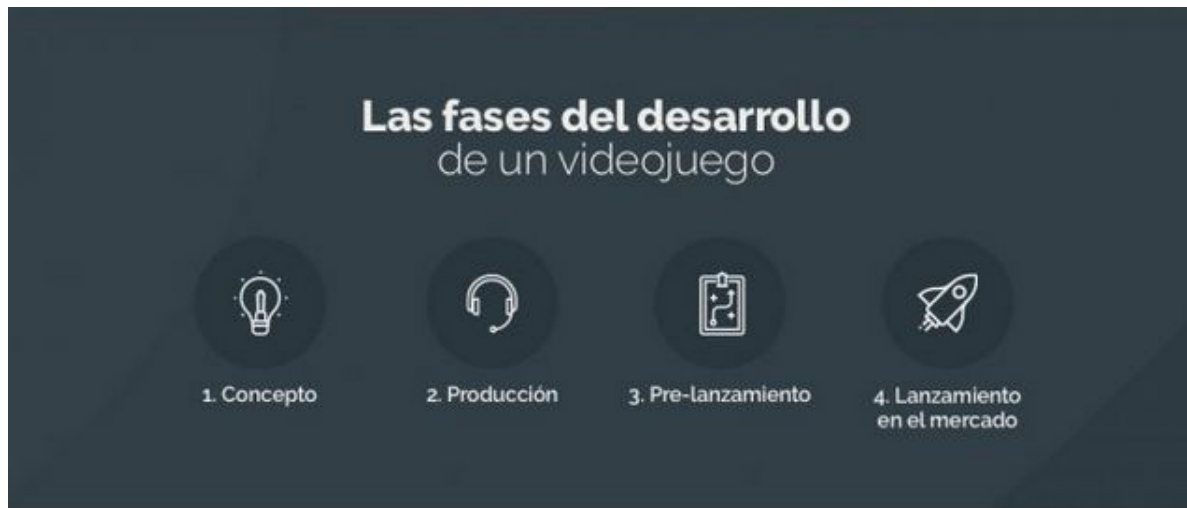 Las fases del desarrollo
de un videojuego
1. Concepto
2. Producción
3. Pre-lanzamiento
4. Lanzamiento
en el mercado